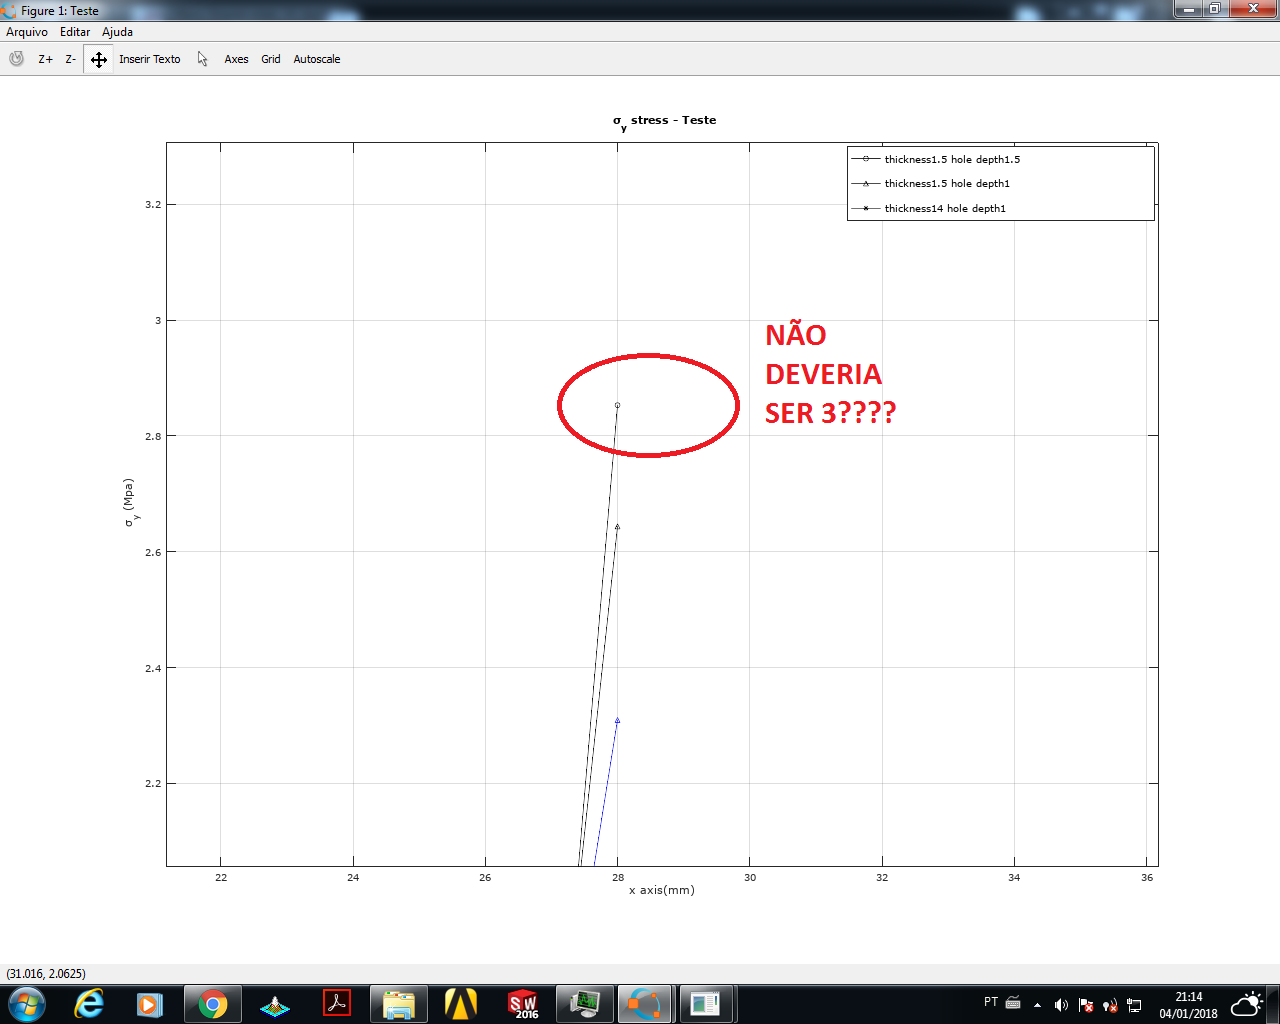 Figure 1: Teste
Arquivo Editar Ajuda
Z+ Z- Inserir Texto Axes Grid Autoscale
σy stress - Teste
thickness1.5 hole depth1.5
thickness1.5 hole depth1
thickness14 hole depth1
3.2
3
2.8
2.6
2.4
2.2
σy (Mpa)
NÃO
DEVERIA
SER 3????
22 24 26 28 30 32 34 36
x axis(mm)
(31.016, 2.0625)
SW
2016
PT
21:14
04/01/2018